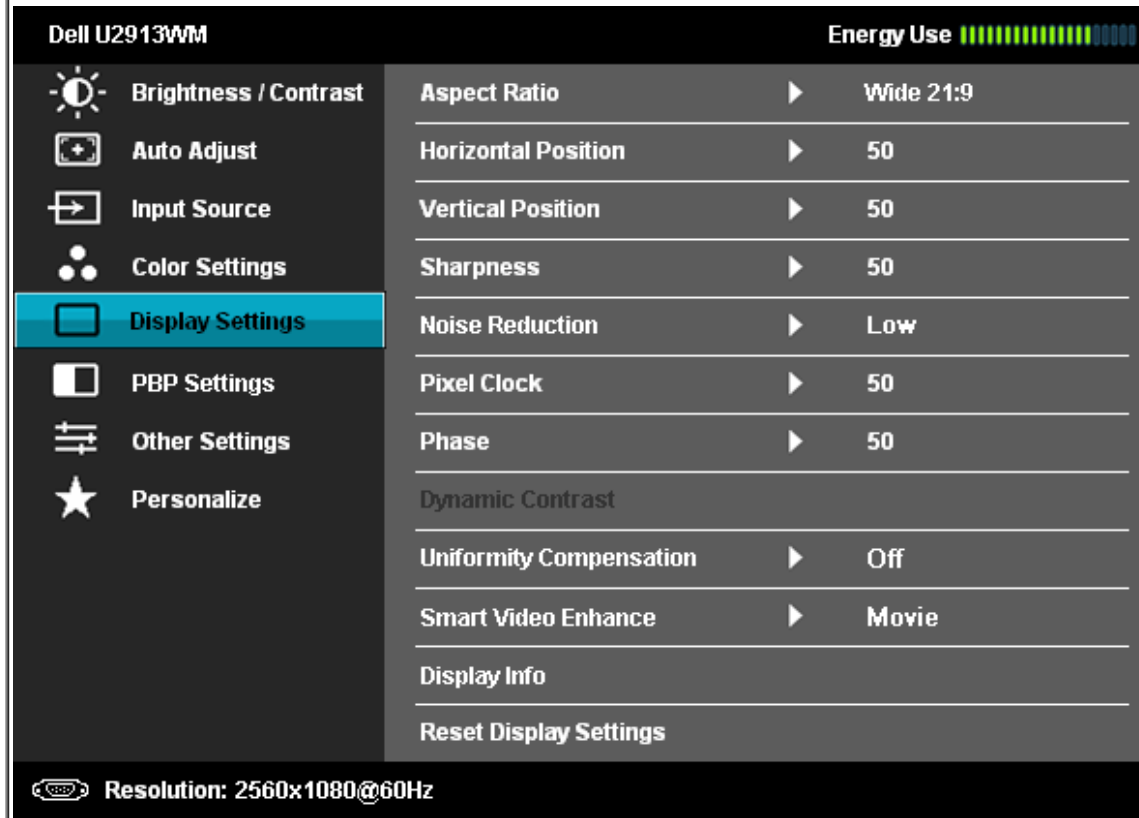 Dell U2913WM Energy Use
Brightness / Contrast Aspect Ratio Wide 21:9
Auto Adjust Horizontal Position 50
Input Source Vertical Position 50
Color Settings Sharpness 50
Display Settings Noise Reduction Low
PBP Settings Pixel Clock 50
Other Settings Phase 50
Personalize Dynamic Contrast
Uniformity Compensation Off
Smart Video Enhance Movie
Display Info
Reset Display Settings
Resolution: 2560x1080@60Hz